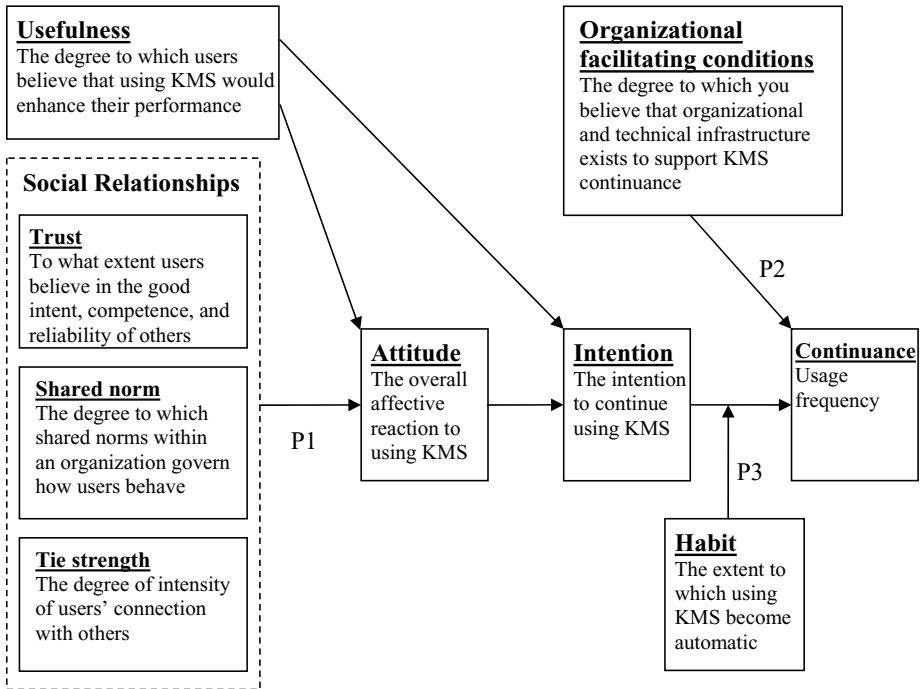 Usefulness
The degree to which users
believe that using KMS would
enhance their performance
Organizational
facilitating conditions
The degree to which you
believe that organizational
and technical infrastructure
exists to support KMS
continuance
Social Relationships
Trust
To what extent users
believe in the good
intent, competence, and
reliability of others
P2
Shared norm
The degree to which
shared norms within
an organization govern
how users behave
P1
Attitude
The overall
affective
reaction to
using KMS
Intention
The intention
to continue
using KMS
Continuance
Usage
frequency
P3
Tie strength
The degree of intensity
of users’ connection
with others
Habit
The extent to
which using
KMS become
automatic